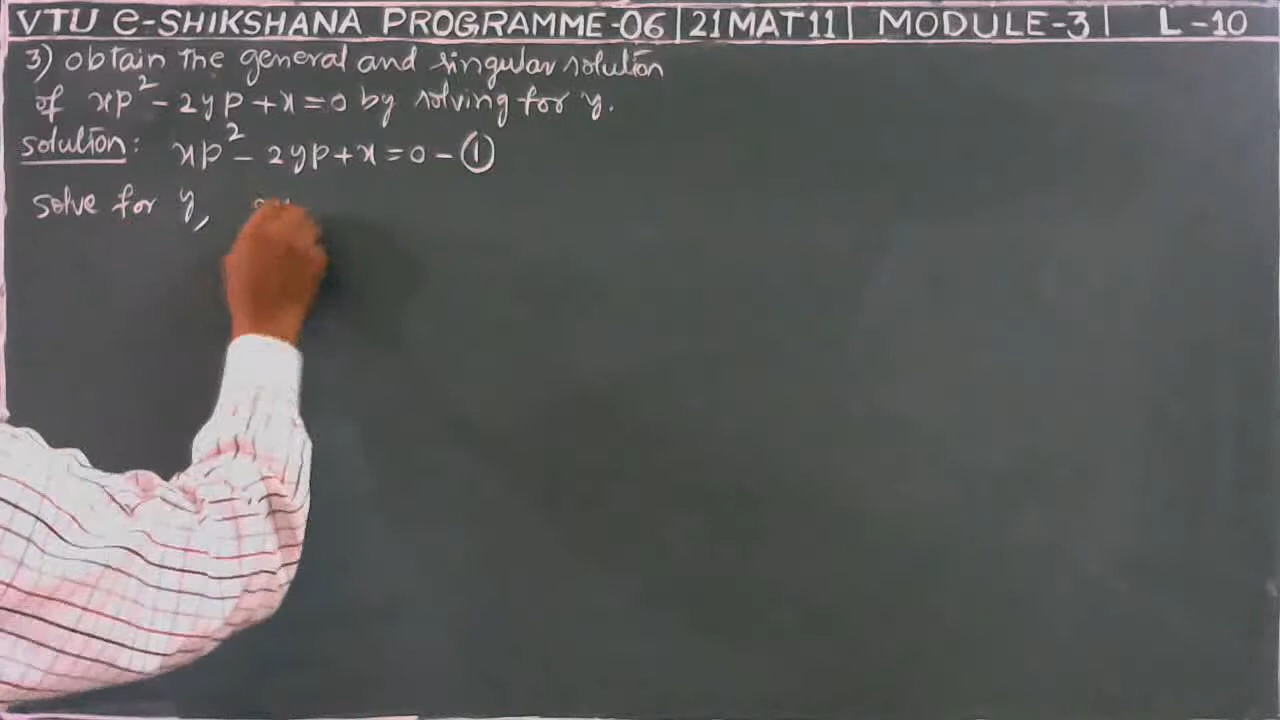 VTU e-SHIKSHANA PROGRAMME-06 | 21MAT11 | MODULE-3 | L-10
3) obtain the general and singular solution
of xp² - 2yp + x = 0 by solving for y.
solution: xp² - 2yp + x = 0 - ①
solve for y,